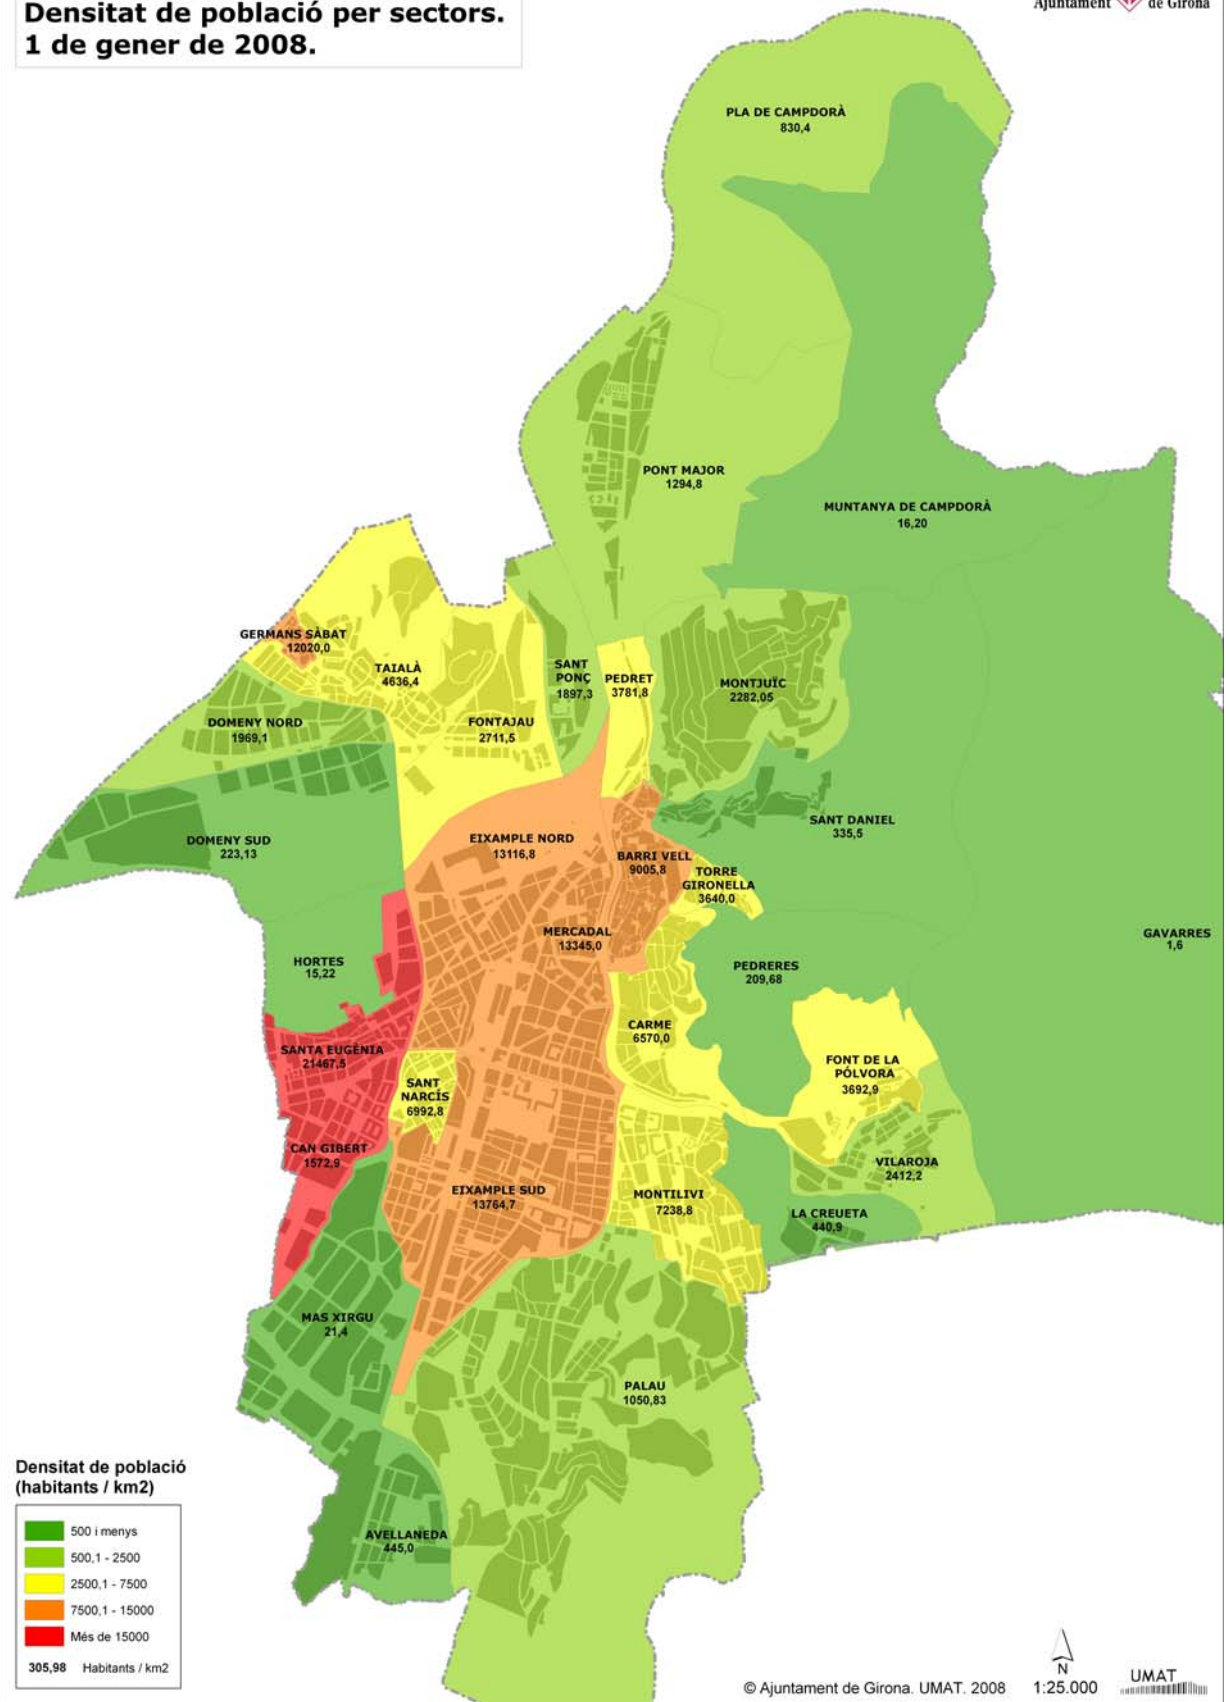 Densitat de població per sectors.
1 de gener de 2008.
Ajuntament de Girona
PLA DE CAMPDORÀ
830,4
PONT MAJOR
1294,8
MUNTANYA DE CAMPDORÀ
16,20
GERMANS SÀBAT
12020,0
TAIALÀ
4636,4
SANT
PONÇ
1897,3
PEDRET
3781,8
MONTJUÏC
2282,05
DOMENY NORD
1969,1
FONTAJAU
2711,5
DOMENY SUD
223,13
EIXAMPLE NORD
13116,8
SANT DANIEL
335,5
BARRI VELL
9005,8
TORRE
GIRONELLA
3640,0
MERCADAL
13345,0
GAVARRES
1,6
HORTES
15,22
PEDRERES
209,68
CARME
6570,0
SANTA EUGÈNIA
21467,5
FONT DE LA
PÓLVORA
3692,9
SANT
NARCÍS
6992,8
CAN GIBERT
1572,9
VILAROJA
2412,2
EIXAMPLE SUD
13764,7
MONTILIVI
7238,8
LA CREUETA
440,9
MAS XIRGU
21,4
PALAU
1050,83
AVELLANEDA
445,0
Densitat de població
(habitants / km2)
500 i menys
500,1 - 2500
2500,1 - 7500
7500,1 - 15000
Més de 15000
305,98 Habitants / km2
N
© Ajuntament de Girona. UMAT. 2008 1:25.000 UMAT